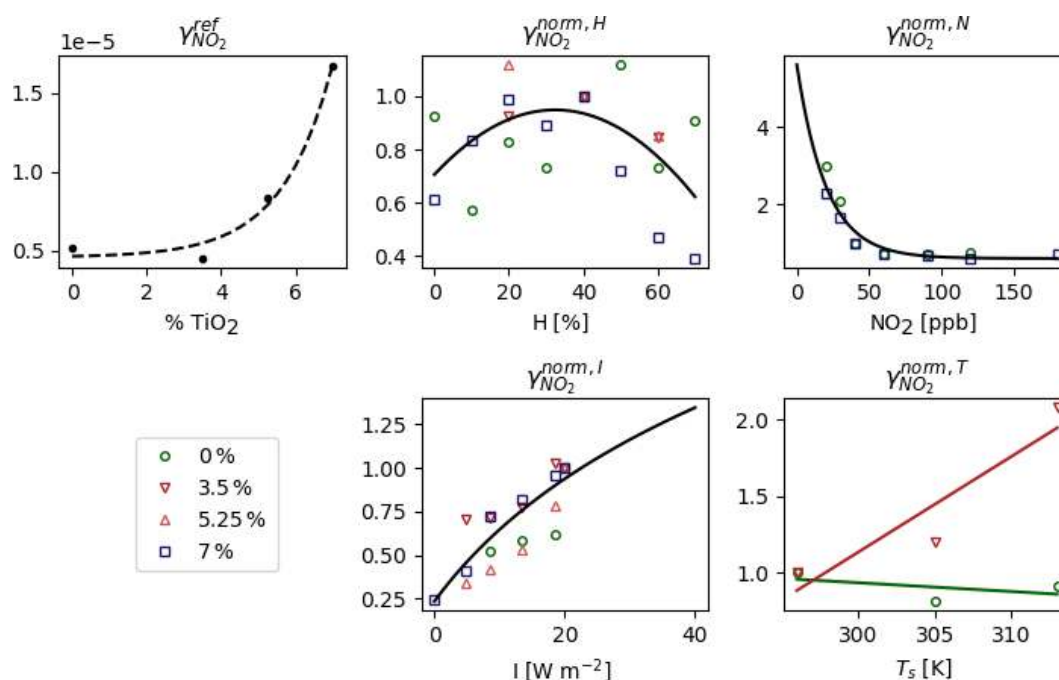 γ_{NO_2}^{ref}
1e−5
1.5
1.0
0.5
0 2 4 6
% TiO_2
γ_{NO_2}^{norm, H}
1.0
0.8
0.6
0.4
0 20 40 60
H [%]
γ_{NO_2}^{norm, N}
4
2
0 50 100 150
NO_2 [ppb]
0 %
3.5 %
5.25 %
7 %
γ_{NO_2}^{norm, I}
1.25
1.00
0.75
0.50
0.25
0 20 40
I [W m^{−2}]
γ_{NO_2}^{norm, T}
2.0
1.5
1.0
300 305 310
T_s [K]